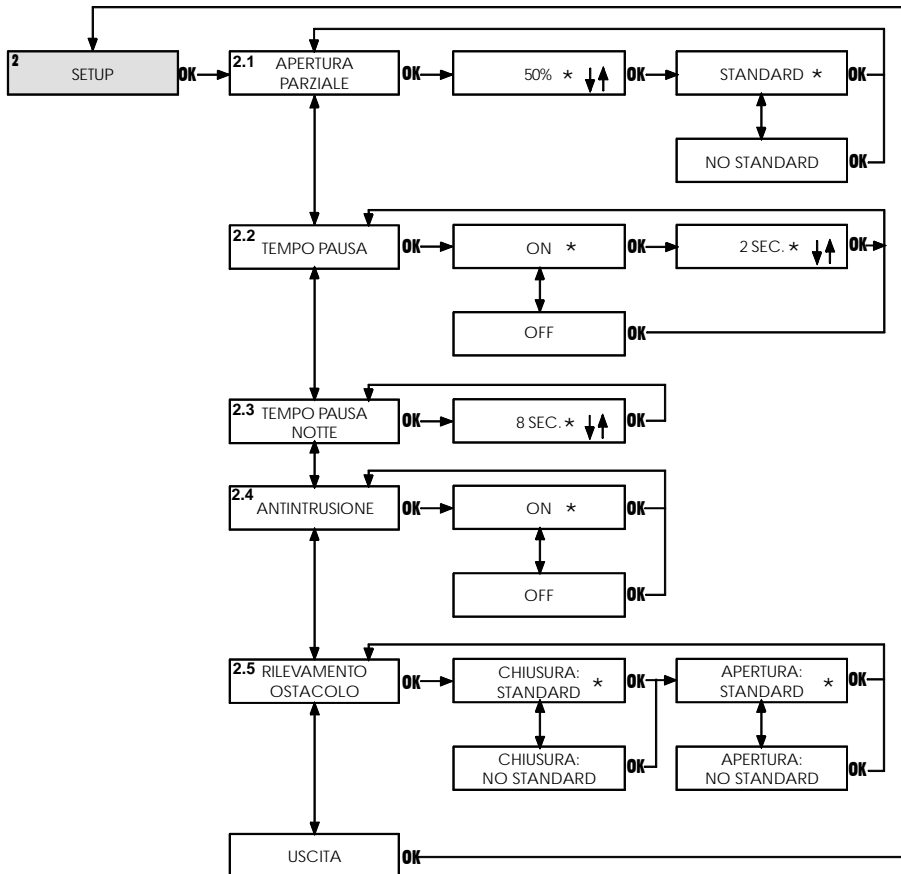 2 SETUP OK
2.1 APERTURA PARZIALE OK
50% * OK
STANDARD * OK
NO STANDARD OK
2.2 TEMPO PAUSA OK
ON * OK
2 SEC. * OK
OFF OK
2.3 TEMPO PAUSA NOTTE OK
8 SEC. * OK
2.4 ANTINTRUSIONE OK
ON * OK
OFF OK
2.5 RILEVAMENTO OSTACOLO OK
CHIUSURA: STANDARD * OK
APERTURA: STANDARD * OK
CHIUSURA: NO STANDARD OK
APERTURA: NO STANDARD OK
USCITA OK